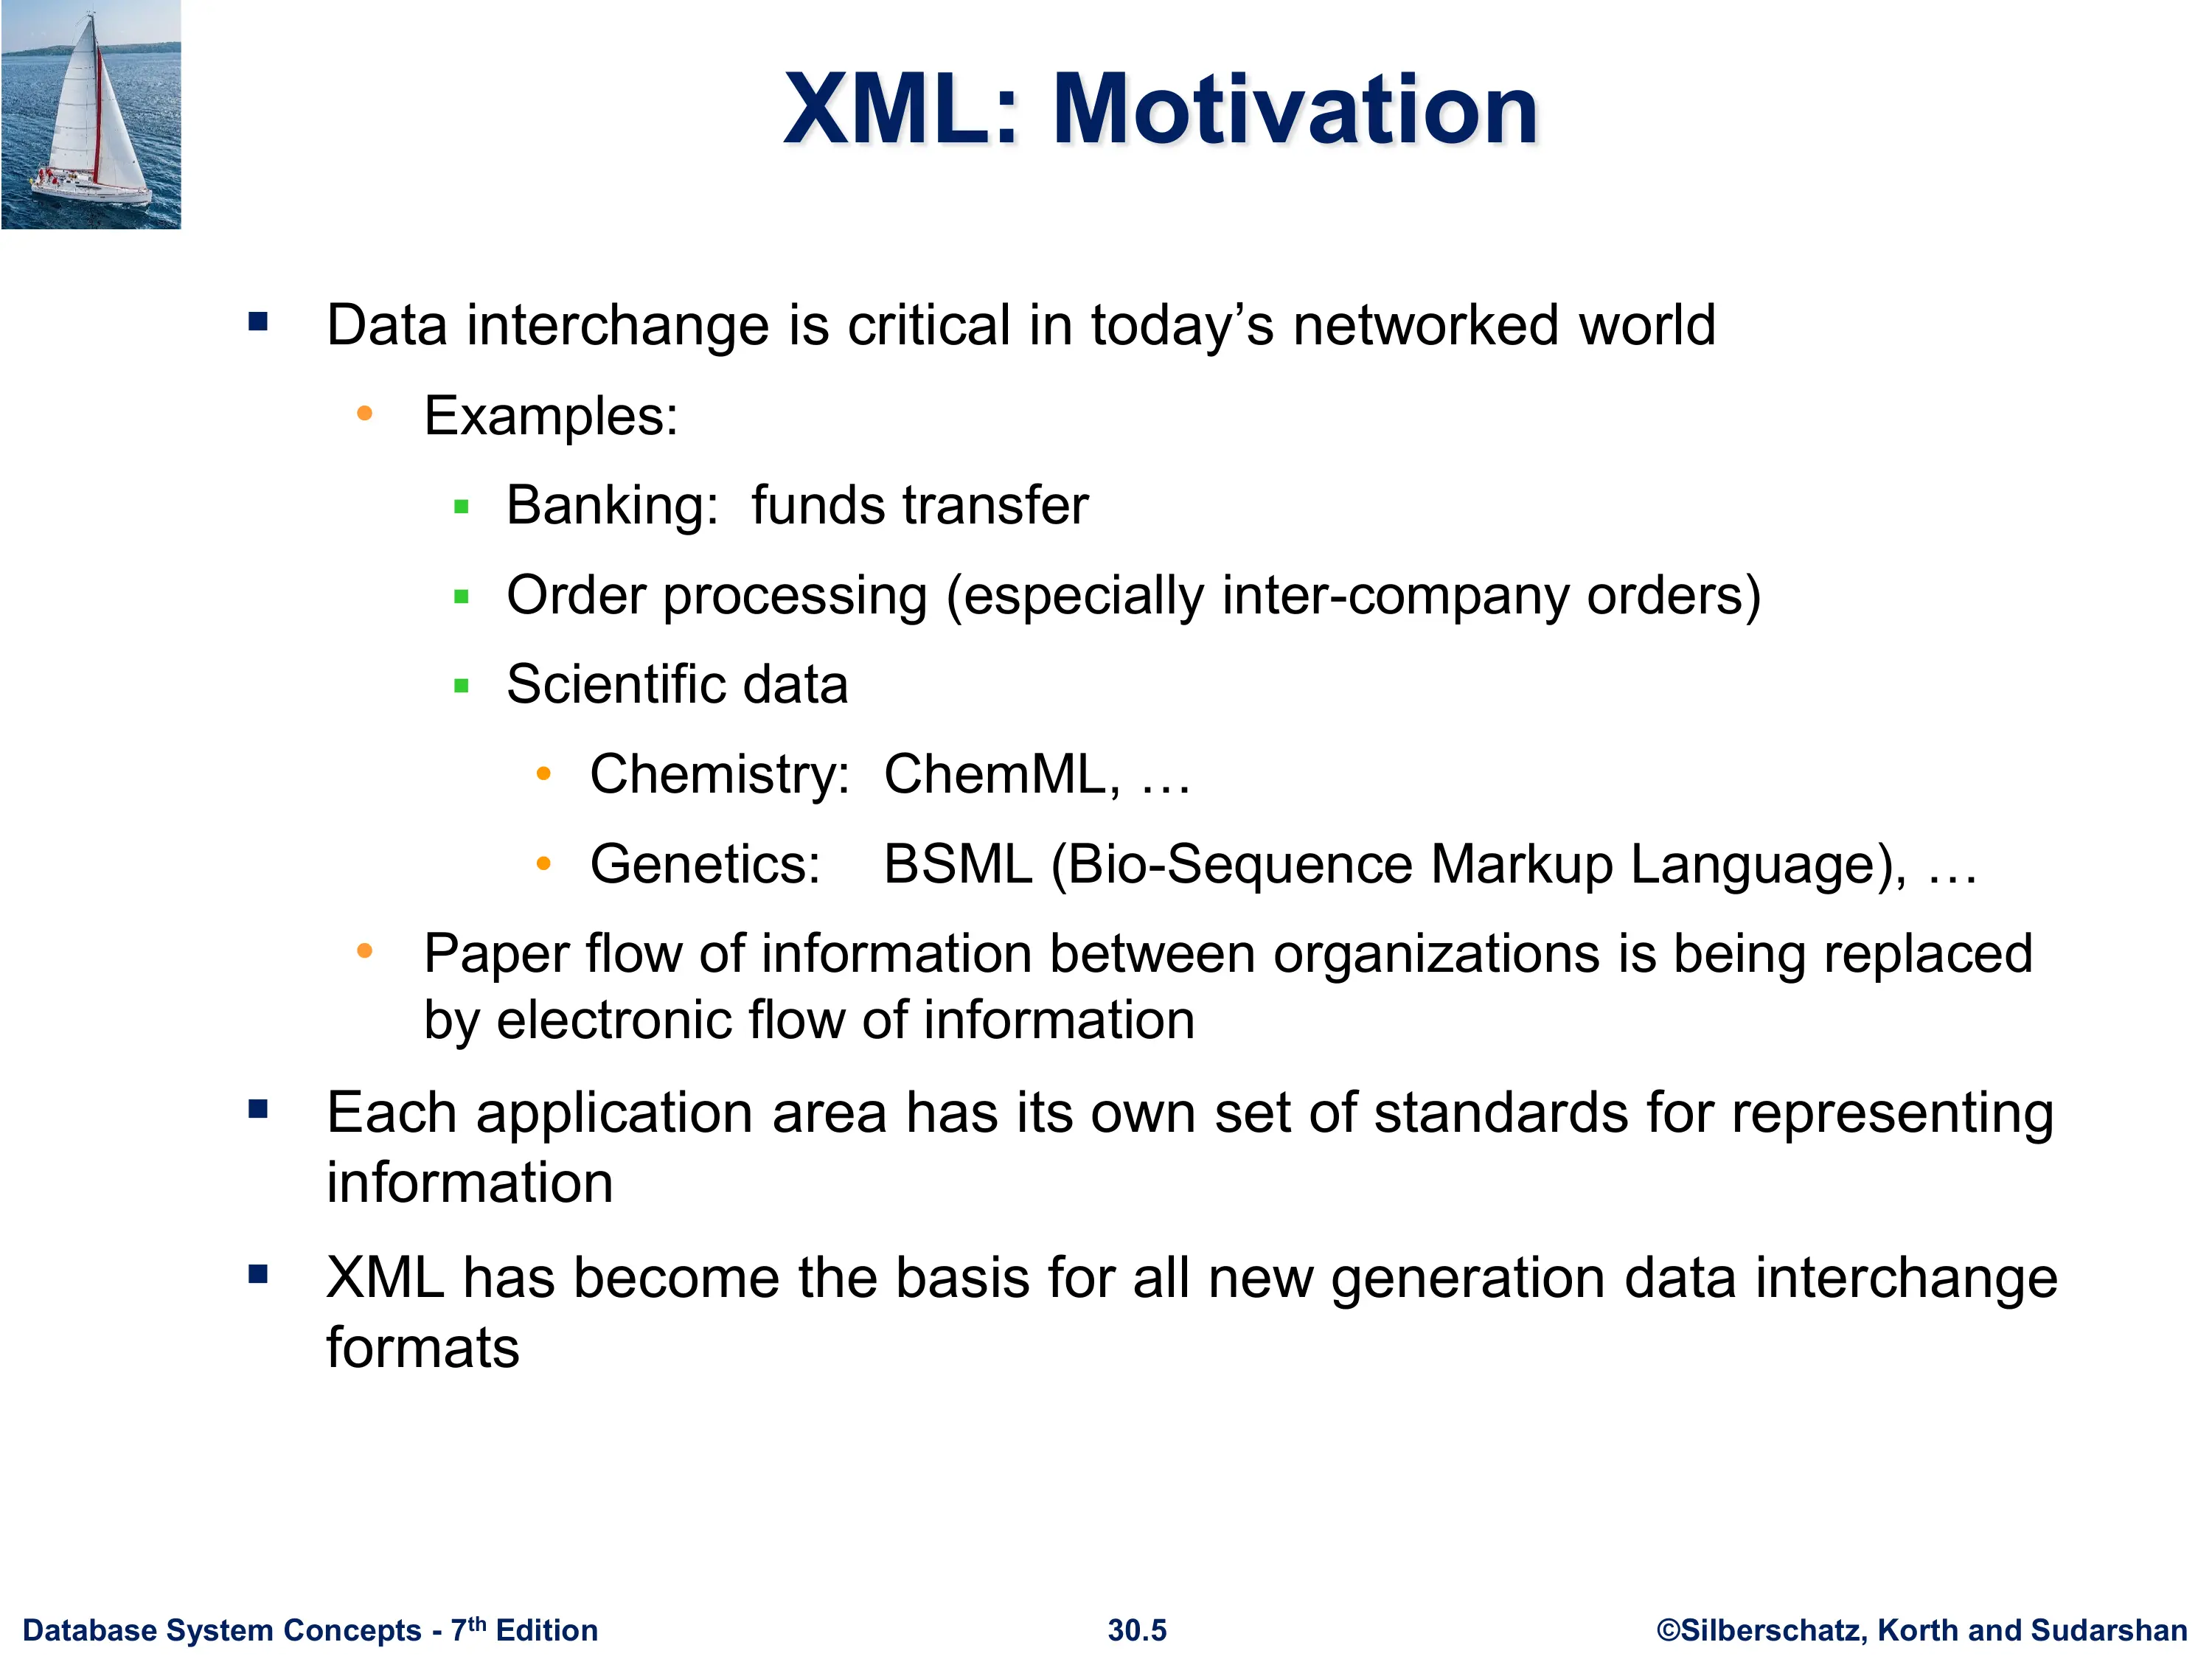 XML: Motivation
▪ Data interchange is critical in today’s networked world
• Examples:
▪ Banking: funds transfer
▪ Order processing (especially inter-company orders)
▪ Scientific data
• Chemistry: ChemML, …
• Genetics: BSML (Bio-Sequence Markup Language), …
• Paper flow of information between organizations is being replaced
by electronic flow of information
▪ Each application area has its own set of standards for representing
information
▪ XML has become the basis for all new generation data interchange
formats
Database System Concepts - 7th Edition 30.5 ©Silberschatz, Korth and Sudarshan